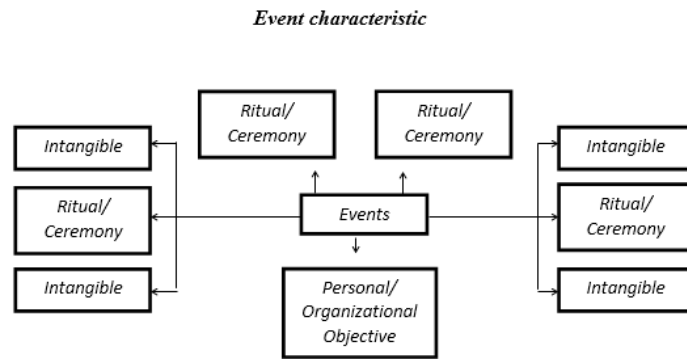 Event characteristic
Ritual/
Ceremony
Ritual/
Ceremony
Intangible
Ritual/
Ceremony
Intangible
Events
Intangible
Ritual/
Ceremony
Intangible
Personal/
Organizational
Objective